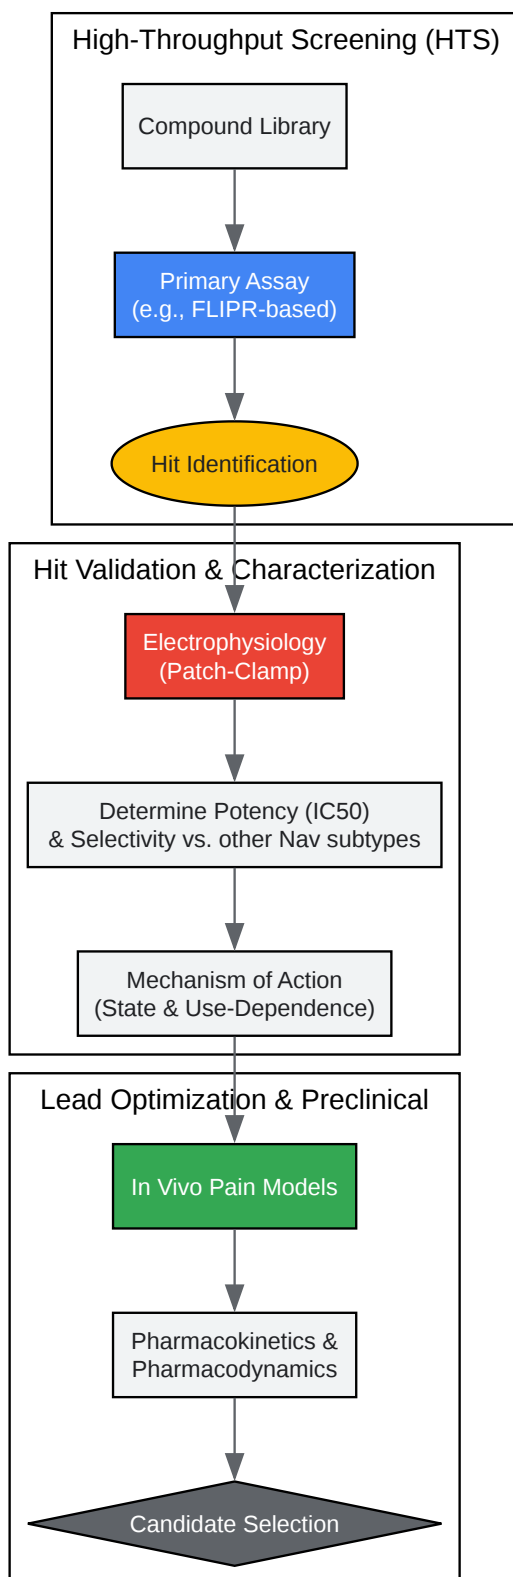 High-Throughput Screening (HTS)
Compound Library
Primary Assay
(e.g., FLIPR-based)
Hit Identification
Hit Validation & Characterization
Electrophysiology
(Patch-Clamp)
Determine Potency (IC50)
& Selectivity vs. other Nav subtypes
Mechanism of Action
(State & Use-Dependence)
Lead Optimization & Preclinical
In Vivo Pain Models
Pharmacokinetics &
Pharmacodynamics
Candidate Selection